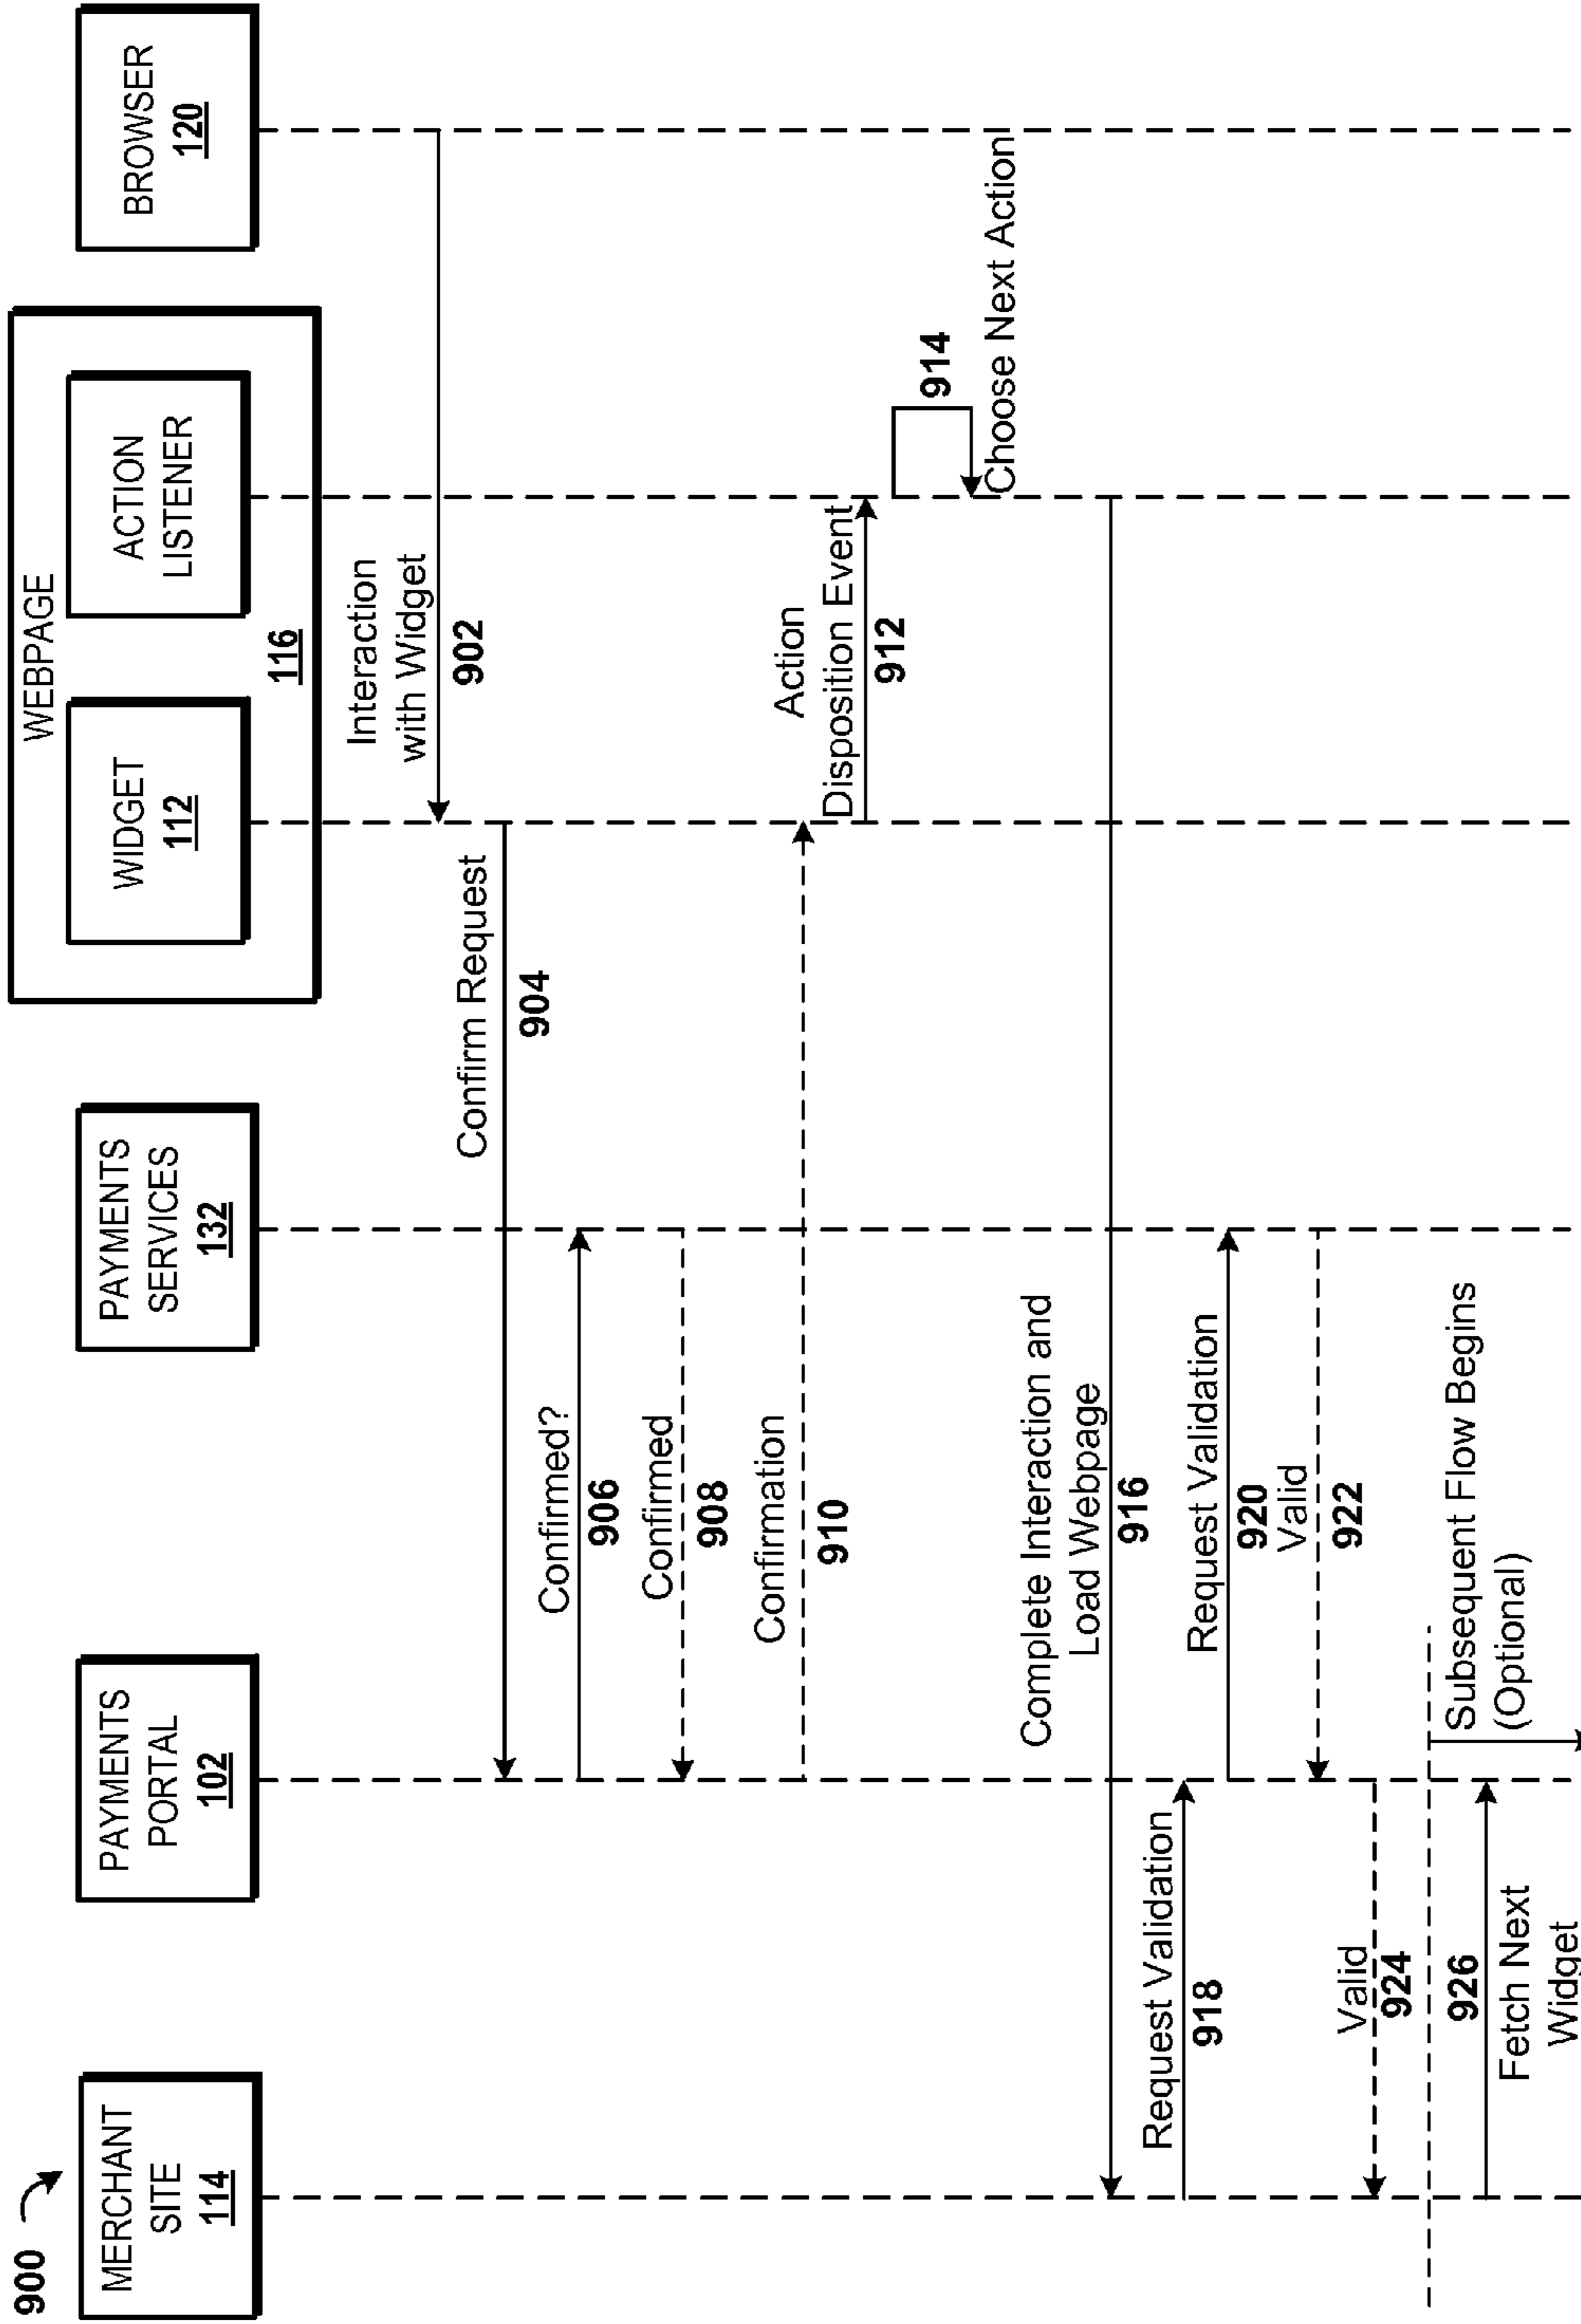 900
MERCHANT
SITE
114
PAYMENTS
PORTAL
102
PAYMENTS
SERVICES
132
WEBPAGE
WIDGET
112
ACTION
LISTENER
116
BROWSER
120
Interaction
with Widget
902
Confirm Request
904
Confirmed?
906
Confirmed
908
Confirmation
910
Action
Disposition Event
912
914
Choose Next Action
Complete Interaction and
Load Webpage
916
Request Validation
918
Request Validation
920
Valid
922
Valid
924
Subsequent Flow Begins
(Optional)
926
Fetch Next
Widget